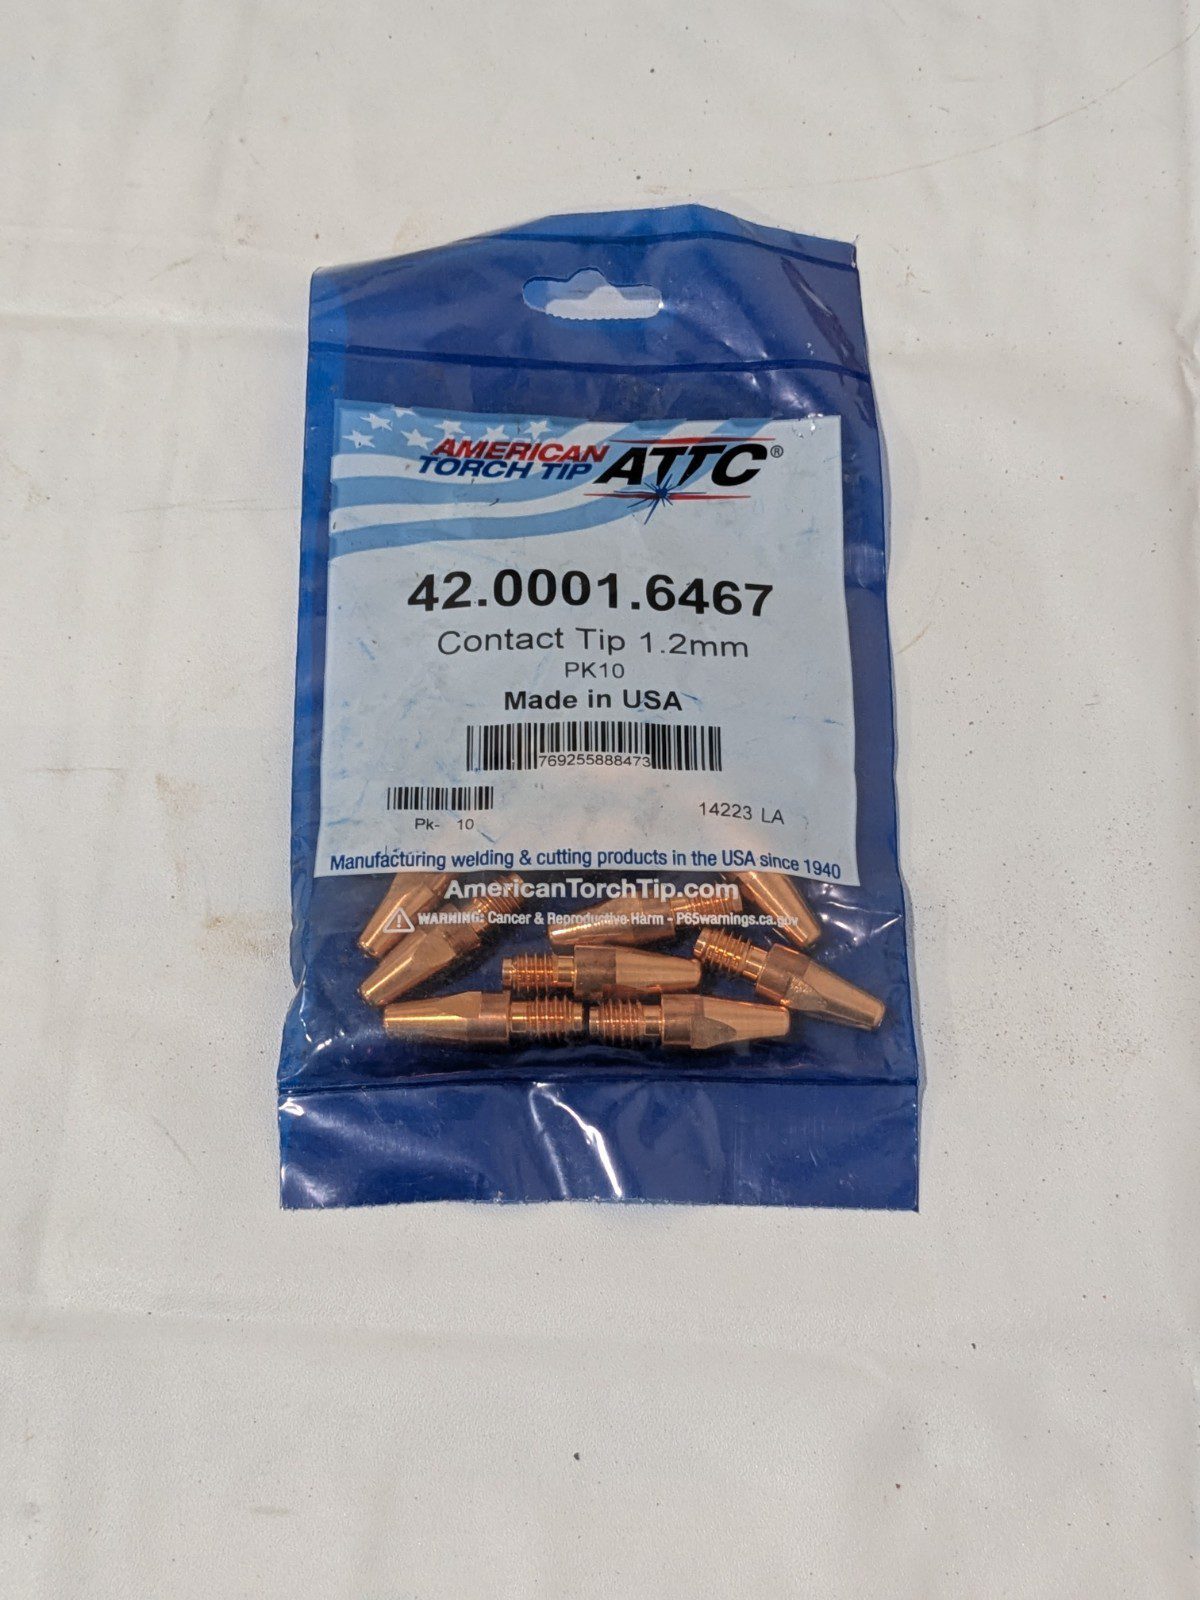 AMERICAN
TORCH TIP ATTC®
42.0001.6467
Contact Tip 1.2mm
PK10
Made in USA
769255888473
Pk- 10
14223 LA
Manufacturing welding & cutting products in the USA since 1940
AmericanTorchTip.com
WARNING: Cancer & Reproductive Harm - P65warnings.ca.gov